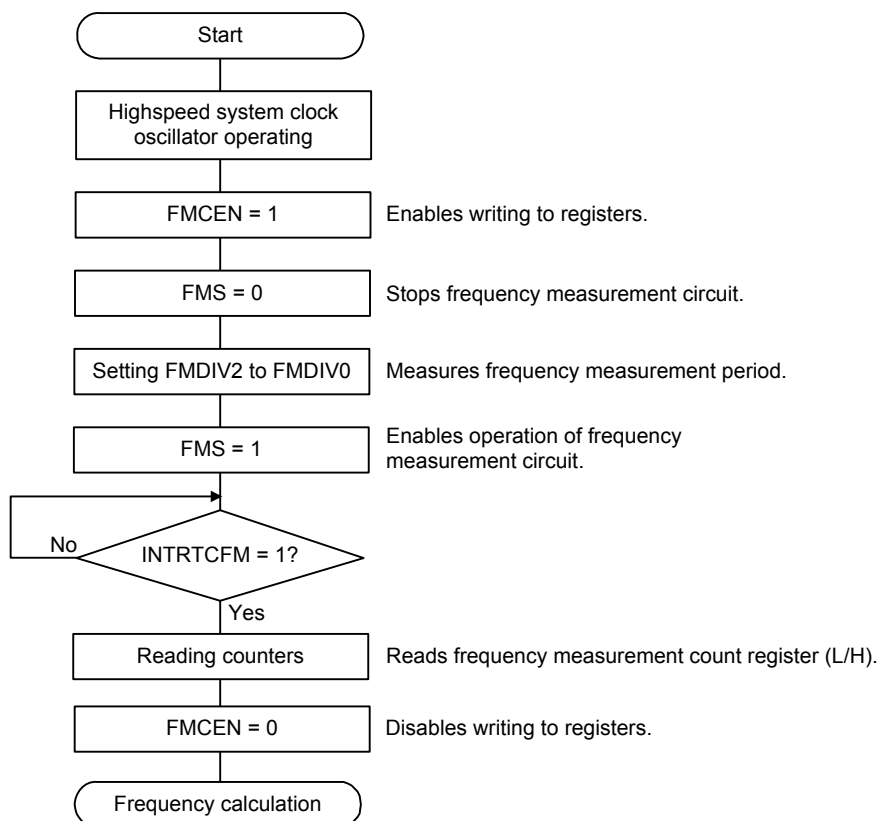 Start
Highspeed system clock
oscillator operating
FMCEN = 1
Enables writing to registers.
FMS = 0
Stops frequency measurement circuit.
Setting FMDIV2 to FMDIV0
Measures frequency measurement period.
FMS = 1
Enables operation of frequency
measurement circuit.
No
INTRTCFM = 1?
Yes
Reading counters
Reads frequency measurement count register (L/H).
FMCEN = 0
Disables writing to registers.
Frequency calculation